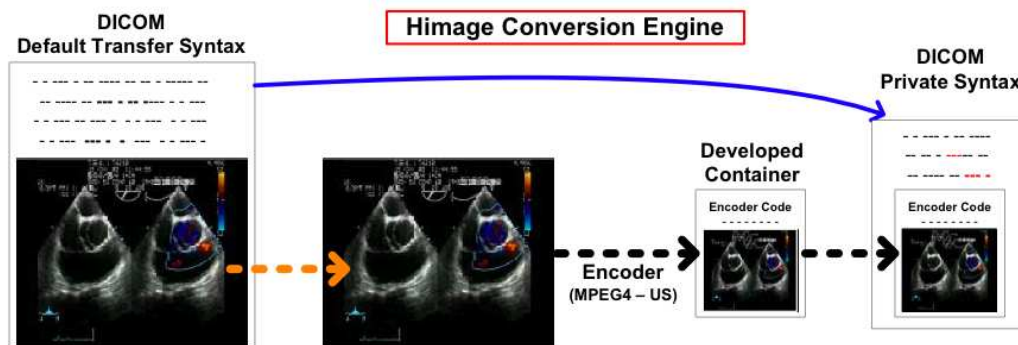 DICOM
Default Transfer Syntax
Himage Conversion Engine
DICOM
Private Syntax
Developed
Container
Encoder Code
Encoder Code
Encoder
(MPEG4 – US)